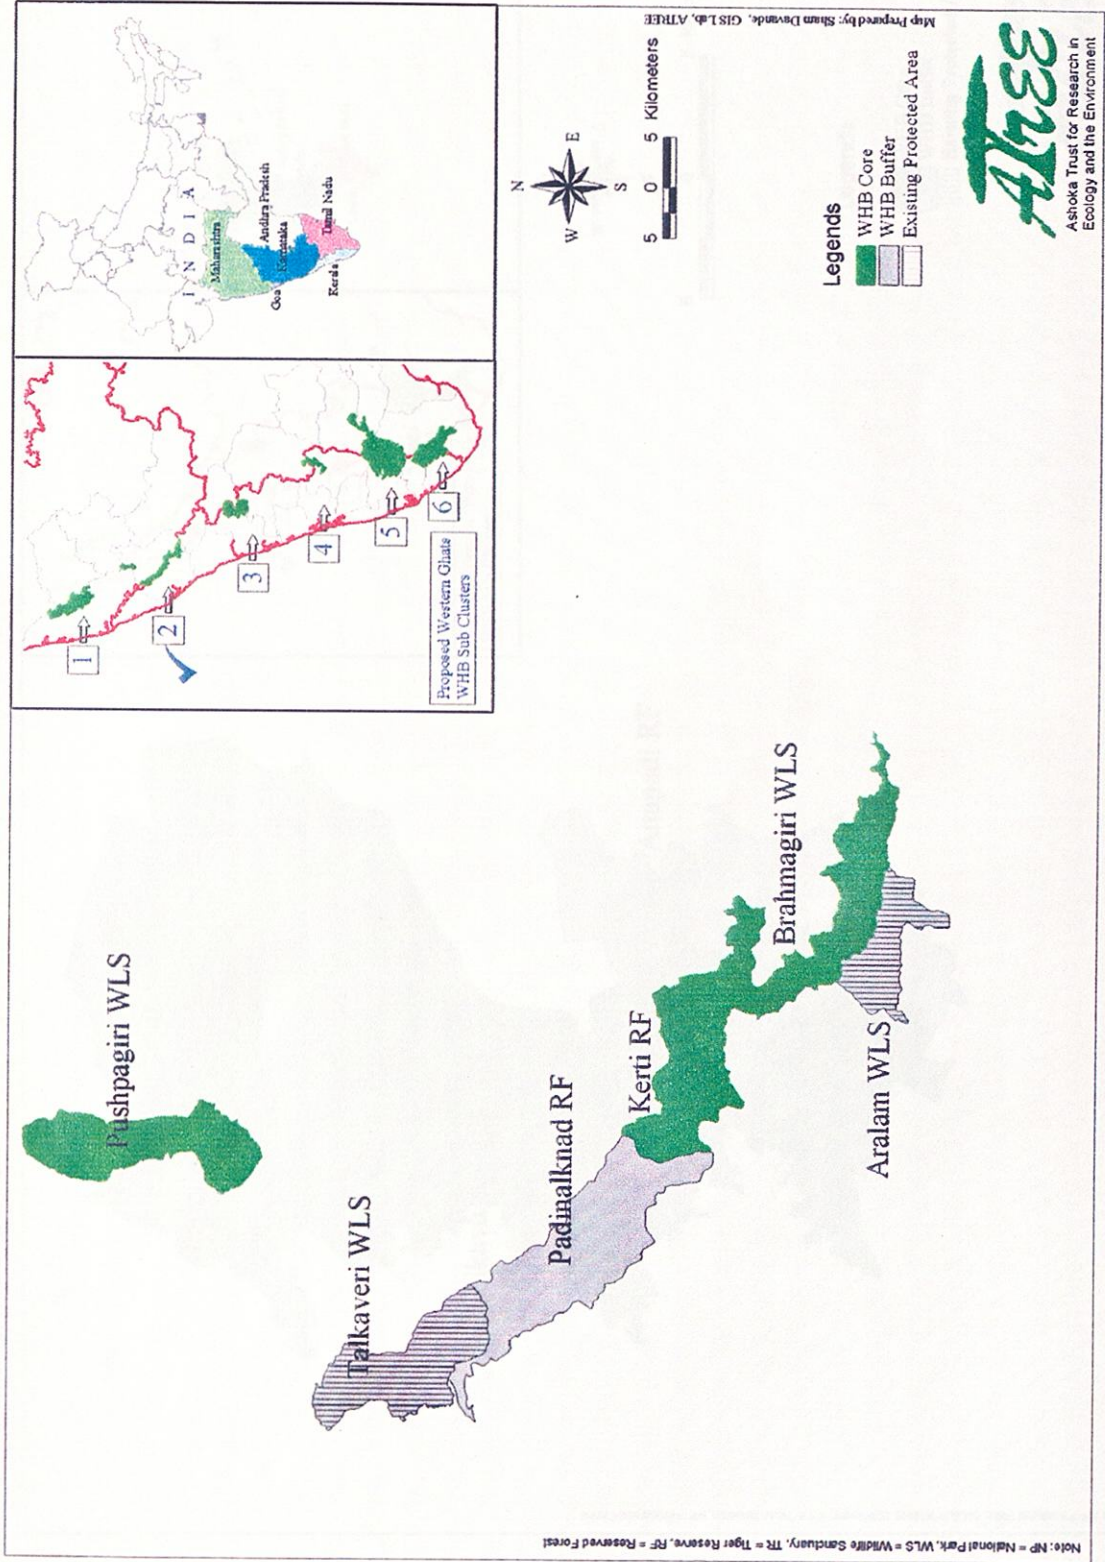 Pushpagiri WLS
Talkaveri WLS
Padinalknad RF
Kerti RF
Brahmagiri WLS
Aralam WLS
1
2
3
4
5
6
Proposed Western Ghats
WHB Sub Clusters
I N D I A
Maharashtra
Andhra Pradesh
Goa
Karnataka
Kerala
Tamil Nadu
N
W
E
S
5 0 5 Kilometers
Legends
WHB Core
WHB Buffer
Existing Protected Area
Map Prepared by: Sham Davande, GIS Lab, ATREE
ATREE
Ashoka Trust for Research in
Ecology and the Environment
Note: NP = National Park, WLS = Wildlife Sanctuary, TR = Tiger Reserve, RF = Reserved Forest